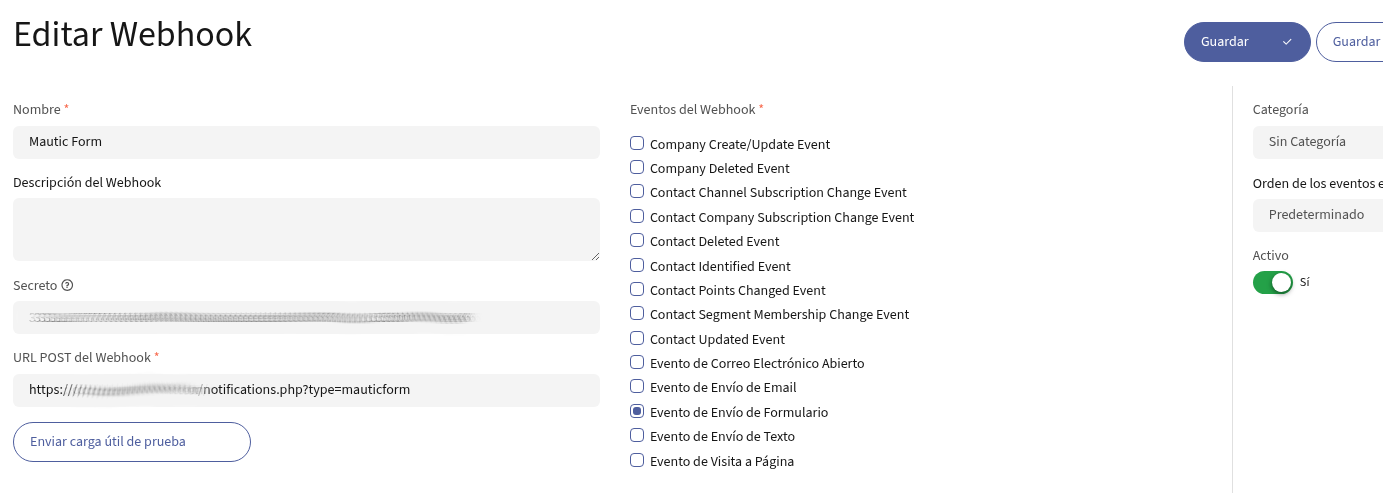 Editar Webhook
Guardar
Guardar
Nombre *
Mautic Form
Descripción del Webhook
Secreto
URL POST del Webhook *
https:// /notifications.php?type=mauticform
Enviar carga útil de prueba
Eventos del Webhook *
Company Create/Update Event
Company Deleted Event
Contact Channel Subscription Change Event
Contact Company Subscription Change Event
Contact Deleted Event
Contact Identified Event
Contact Points Changed Event
Contact Segment Membership Change Event
Contact Updated Event
Evento de Correo Electrónico Abierto
Evento de Envío de Email
Evento de Envío de Formulario
Evento de Envío de Texto
Evento de Visita a Página
Categoría
Sin Categoría
Orden de los eventos e
Predeterminado
Activo
Sí